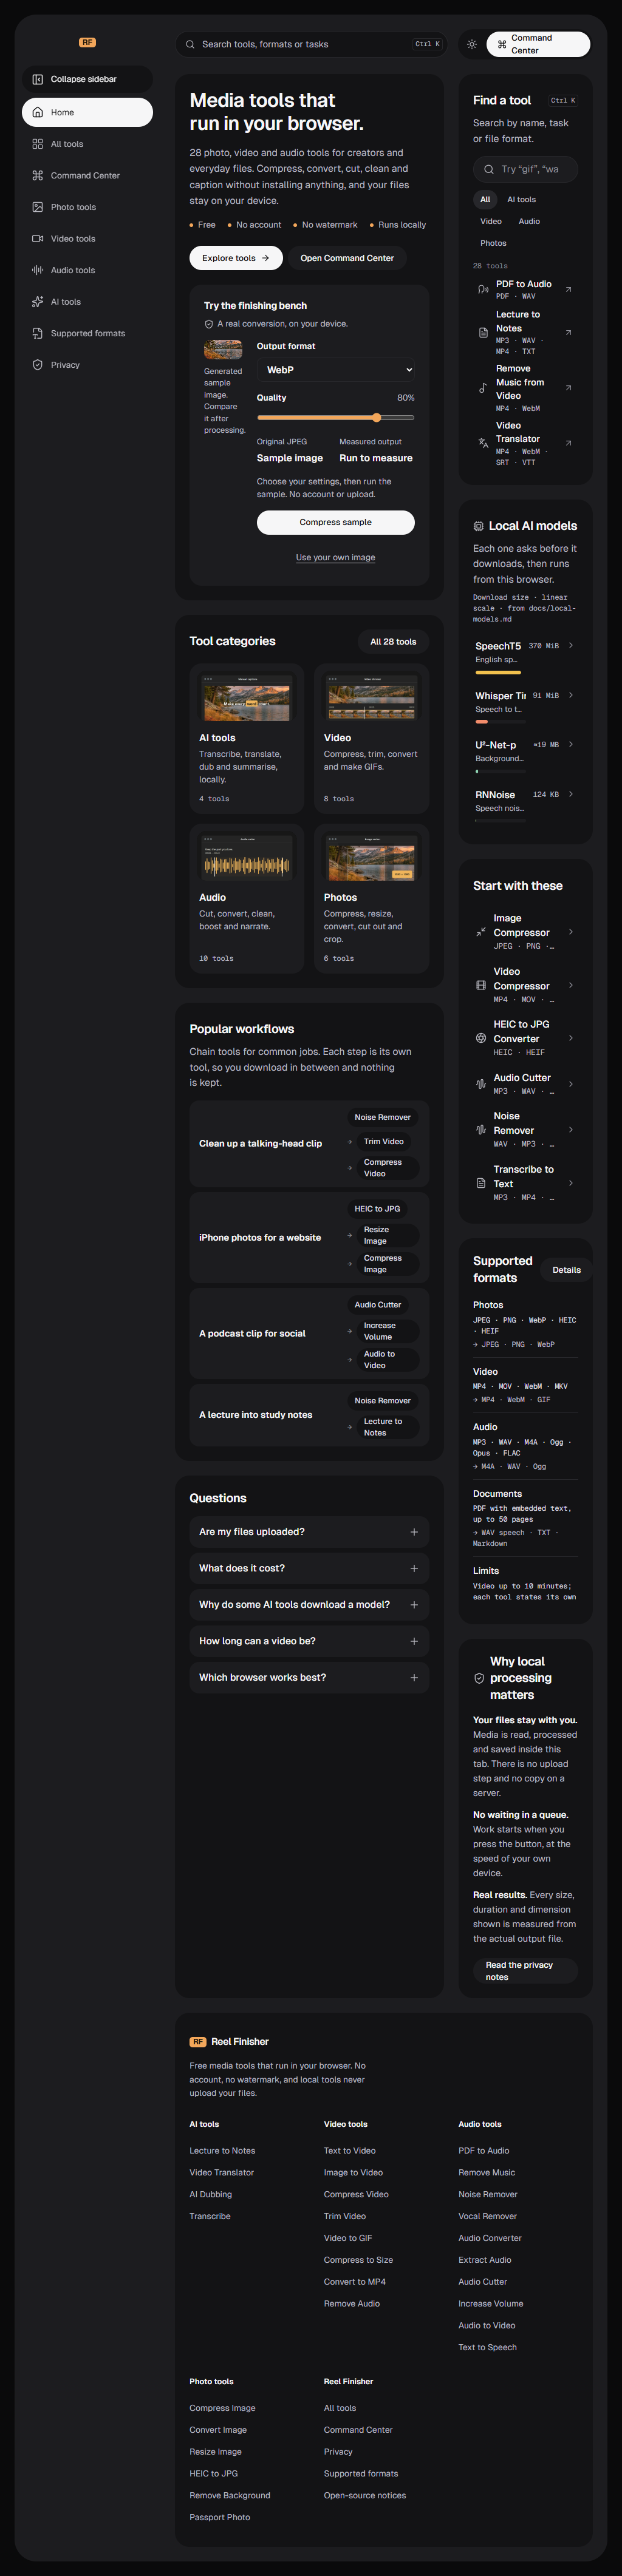 RF
Collapse sidebar
Home
All tools
Command Center
Photo tools
Video tools
Audio tools
AI tools
Supported formats
Privacy
Search tools, formats or tasks
Ctrl K
Command
Center
Media tools that
run in your browser.
28 photo, video and audio tools for creators and
everyday files. Compress, convert, cut, clean and
caption without installing anything, and your files
stay on your device.
Free
No account
No watermark
Runs locally
Explore tools
Open Command Center
Try the finishing bench
A real conversion, on your device.
Generated
sample
image.
Compare
it after
processing.
Output format
WebP
Quality
80%
Original JPEG
Sample image
Measured output
Run to measure
Choose your settings, then run the
sample. No account or upload.
Compress sample
Use your own image
Tool categories
All 28 tools
AI tools
Transcribe, translate,
dub and summarise,
locally.
4 tools
Video
Compress, trim, convert
and make GIFs.
8 tools
Audio
Cut, convert, clean,
boost and narrate.
10 tools
Photos
Compress, resize,
convert, cut out and
crop.
6 tools
Popular workflows
Chain tools for common jobs. Each step is its own
tool, so you download in between and nothing
is kept.
Clean up a talking-head clip
Noise Remover
→ Trim Video
→ Compress
Video
iPhone photos for a website
HEIC to JPG
→ Resize
Image
→ Compress
Image
A podcast clip for social
Audio Cutter
→ Increase
Volume
→ Audio to
Video
A lecture into study notes
Noise Remover
→ Lecture to
Notes
Questions
Are my files uploaded?
What does it cost?
Why do some AI tools download a model?
How long can a video be?
Which browser works best?
Find a tool
Ctrl K
Search by name, task
or file format.
Try “gif”, “wa
All
AI tools
Video
Audio
Photos
28 tools
PDF to Audio
PDF · WAV
Lecture to
Notes
MP3 · WAV ·
MP4 · TXT
Remove
Music from
Video
MP4 · WebM
Video
Translator
MP4 · WebM ·
SRT · VTT
Local AI models
Each one asks before it
downloads, then runs
from this browser.
Download size · linear
scale · from docs/local-
models.md
SpeechT5
370 MiB
English sp…
Whisper Tir
91 MiB
Speech to t…
U²-Net-p
≈19 MB
Background…
RNNoise
124 KB
Speech nois…
Start with these
Image
Compressor
JPEG · PNG ·…
Video
Compressor
MP4 · MOV · …
HEIC to JPG
Converter
HEIC · HEIF
Audio Cutter
MP3 · WAV · …
Noise
Remover
WAV · MP3 · …
Transcribe to
Text
MP3 · MP4 · …
Supported
formats
Details
Photos
JPEG · PNG · WebP · HEIC
· HEIF
→ JPEG · PNG · WebP
Video
MP4 · MOV · WebM · MKV
→ MP4 · WebM · GIF
Audio
MP3 · WAV · M4A · Ogg ·
Opus · FLAC
→ M4A · WAV · Ogg
Documents
PDF with embedded text,
up to 50 pages
→ WAV speech · TXT ·
Markdown
Limits
Video up to 10 minutes;
each tool states its own
Why local
processing
matters
Your files stay with you.
Media is read, processed
and saved inside this
tab. There is no upload
step and no copy on a
server.
No waiting in a queue.
Work starts when you
press the button, at the
speed of your own
device.
Real results. Every size,
duration and dimension
shown is measured from
the actual output file.
Read the privacy
notes
RF Reel Finisher
Free media tools that run in your browser. No
account, no watermark, and local tools never
upload your files.
AI tools
Lecture to Notes
Video Translator
AI Dubbing
Transcribe
Video tools
Text to Video
Image to Video
Compress Video
Trim Video
Video to GIF
Compress to Size
Convert to MP4
Remove Audio
Audio tools
PDF to Audio
Remove Music
Noise Remover
Vocal Remover
Audio Converter
Extract Audio
Audio Cutter
Increase Volume
Audio to Video
Text to Speech
Photo tools
Compress Image
Convert Image
Resize Image
HEIC to JPG
Remove Background
Passport Photo
Reel Finisher
All tools
Command Center
Privacy
Supported formats
Open-source notices